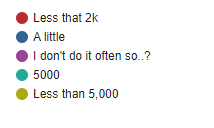 Less that 2k
A little
I don't do it often so..?
5000
Less than 5,000